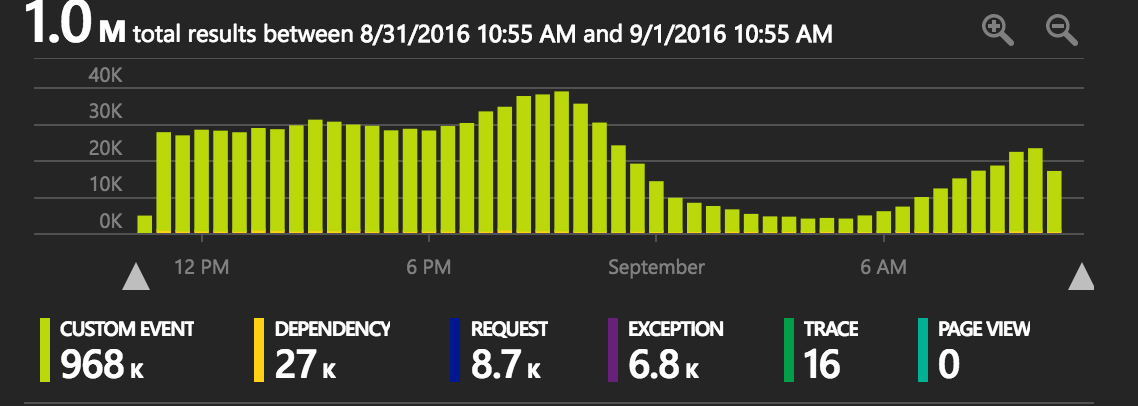 1.0 M total results between 8/31/2016 10:55 AM and 9/1/2016 10:55 AM
40K
30K
20K
10K
0K
12 PM 6 PM September 6 AM
CUSTOM EVENT DEPENDENCY REQUEST EXCEPTION TRACE PAGE VIEW
968 K 27 K 8.7 K 6.8 K 16 0